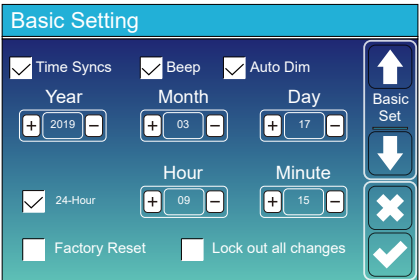 Basic Setting
Time Syncs Beep Auto Dim
Year Month Day
Basic
Set
+ 2019 − + 03 − + 17 −
Hour Minute
24-Hour + 09 − + 15 −
Factory Reset Lock out all changes